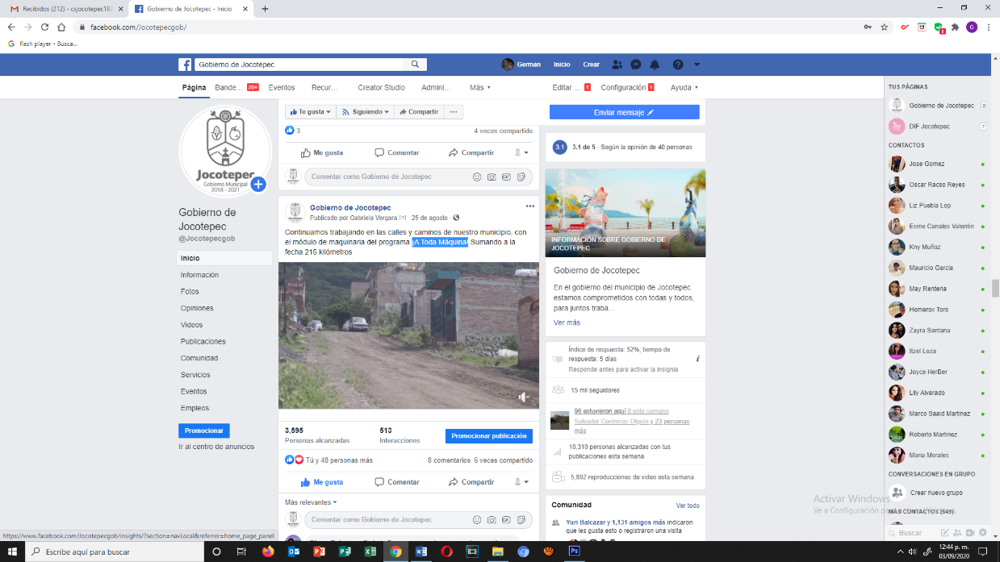 Recibidos (212) - csjocotepec18.
Gobierno de Jocotepec - Inicio
facebook.com/Jocotepecgob/
flash player - Busca...
Gobierno de Jocotepec
German
Inicio
Crear
Página
Bande...
20+
Eventos
Recur...
Creator Studio
Admini...
Más
Editar ...
1
Configuración
1
Ayuda
Jocotepec
Gobierno Municipal
2018 - 2021
Gobierno de
Jocotepec
@Jocotepecgob
Inicio
Información
Fotos
Opiniones
Videos
Publicaciones
Comunidad
Servicios
Eventos
Empleos
Promocionar
Ir al centro de anuncios
Te gusta
Siguiendo
Compartir
3
4 veces compartido
Me gusta
Comentar
Compartir
Comentar como Gobierno de Jocotepec
Gobierno de Jocotepec
Publicado por Gabriela Vergara [?] · 25 de agosto ·
Continuamos trabajando en las calles y caminos de nuestro municipio, con
el módulo de maquinaria del programa ¡A Toda Máquina! Sumando a la
fecha 216 kilómetros
3,595
Personas alcanzadas
513
Interacciones
Promocionar publicación
Tú y 48 personas más
8 comentarios
6 veces compartido
Me gusta
Comentar
Compartir
Más relevantes
Comentar como Gobierno de Jocotepec
Enviar mensaje
3.1
3.1 de 5 · Según la opinión de 40 personas
INFORMACIÓN SOBRE GOBIERNO DE
JOCOTEPEC
Gobierno de Jocotepec
En el gobierno del municipio de Jocotepec
estamos comprometidos con todas y todos,
para juntos traba...
Ver más
Índice de respuesta: 52%; tiempo de
respuesta: 5 días
Responde antes para activar la insignia
15 mil seguidores
96 estuvieron aquí 0 esta semana
Salvador Contreras Olguín y 23 personas
más
10,310 personas alcanzadas con tus
publicaciones esta semana
5,892 reproducciones de video esta semana
Comunidad
Ver todo
Yuri Balcazar y 1,131 amigos más indicaron
que les gusta esto o registraron una visita
TUS PÁGINAS
Gobierno de Jocotepec
0
DIF Jocotepec
7
CONTACTOS
Jose Gomez
Oscar Racso Reyes
Liz Puebla Lop
Esme Canales Valentin
Kny Muñoz
Mauricio Garcia
May Renteria
Homerox Toro
Zayra Santana
Itzel Loza
Joyce HerBer
Lily Alvarado
Marco Saaid Martinez
Roberto Martinez
Maria Morales
CONVERSACIONES EN GRUPO
Crear nuevo grupo
MÁS CONTACTOS (549)
Buscar
Activar Windows
Ve a Configuración
https://www.facebook.com/Jocotepecgob/insights/?section=navLocal&referrer=home_page_panel
Escribe aquí para buscar
12:44 p. m.
03/09/2020